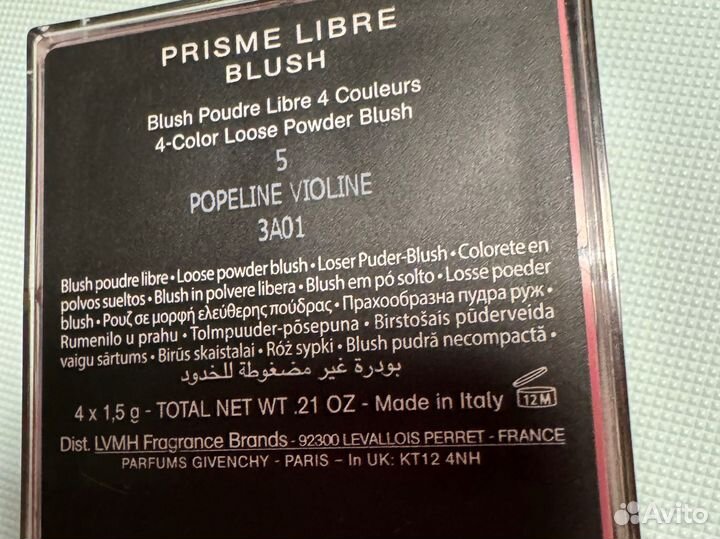 PRISME LIBRE
BLUSH
Blush Poudre Libre 4 Couleurs
4-Color Loose Powder Blush
5
POPELINE VIOLINE
3A01
Blush poudre libre • Loose powder blush • Loser Puder-Blush • Colorete en
polvos sueltos • Blush in polvere libera • Blush em pó solto • Losse poeder
blush • Ρουζ σε μορφή ελεύθερης πούδρας • Прахообразна пудра руж •
Rumenilo u prahu • Tolmpuuder-põsepuna • Birstošais pūderveida
vaigu sārtums • Birūs skaistalai • Róż sypki • Blush pudră necompactă •
بودرة غير مضغوطة للخدود
4 x 1,5 g - TOTAL NET WT .21 OZ - Made in Italy
12M
Dist. LVMH Fragrance Brands - 92300 LEVALLOIS PERRET - FRANCE
PARFUMS GIVENCHY - PARIS - In UK: KT12 4NH
Avito